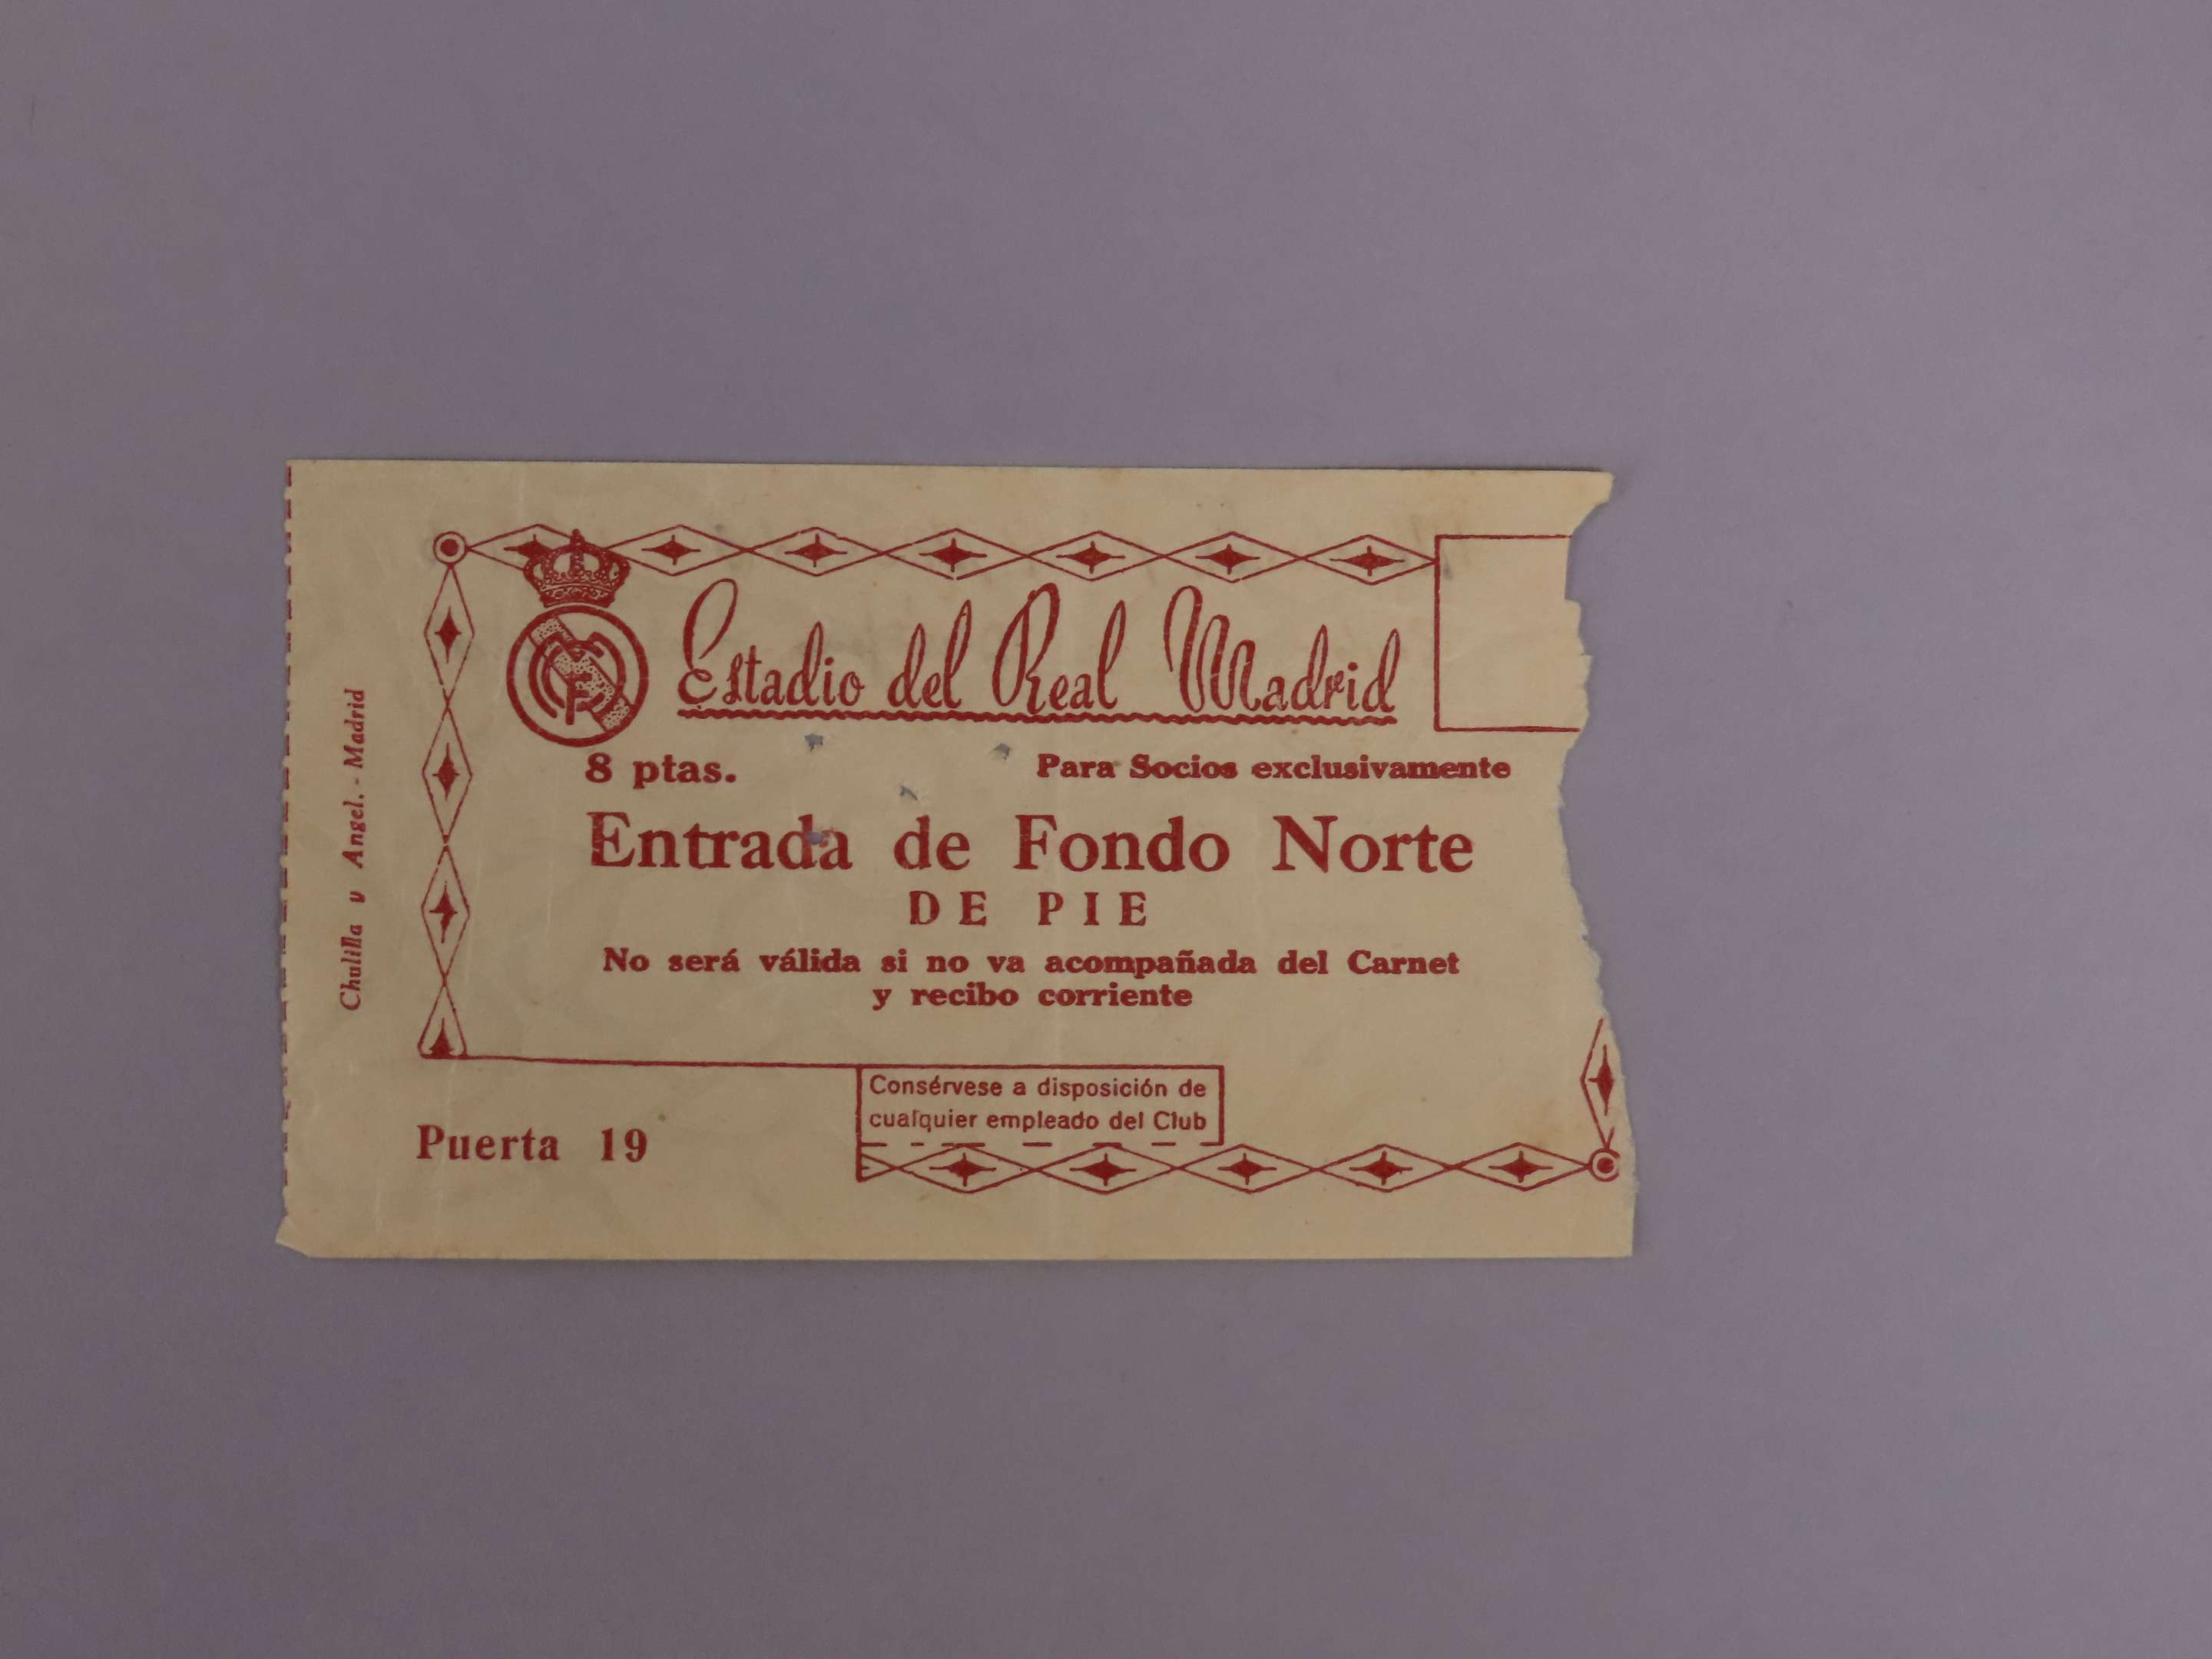 Estadio del Real Madrid
8 ptas.
Para Socios exclusivamente
Entrada de Fondo Norte
DE PIE
No será válida si no va acompañada del Carnet
y recibo corriente
Consérvese a disposición de
cualquier empleado del Club
Puerta 19
Chulilla y Angel. - Madrid